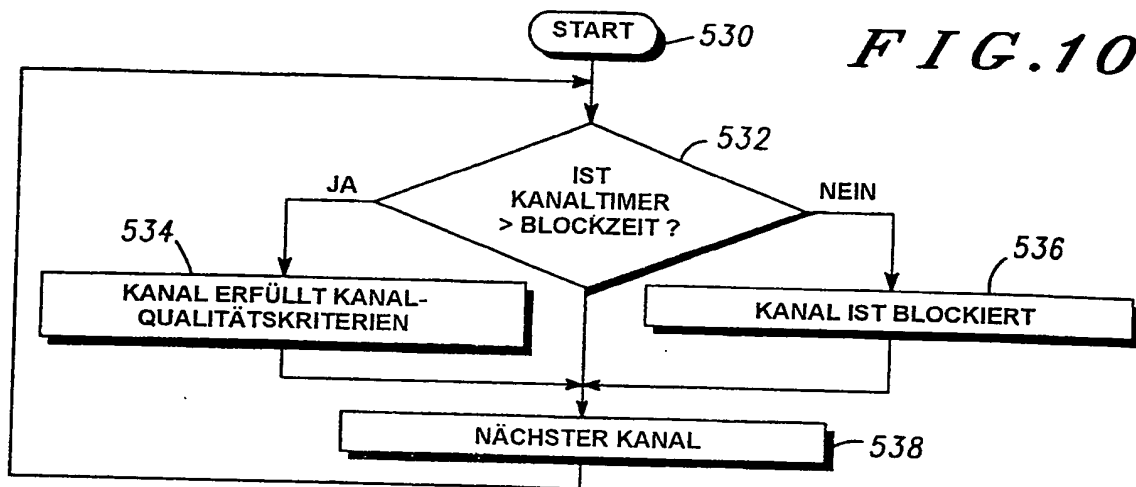 START
530
FIG.10
532
IST
KANALTIMER
> BLOCKZEIT ?
JA
NEIN
534
KANAL ERFÜLLT KANAL-
QUALITÄTSKRITERIEN
536
KANAL IST BLOCKIERT
NÄCHSTER KANAL
538